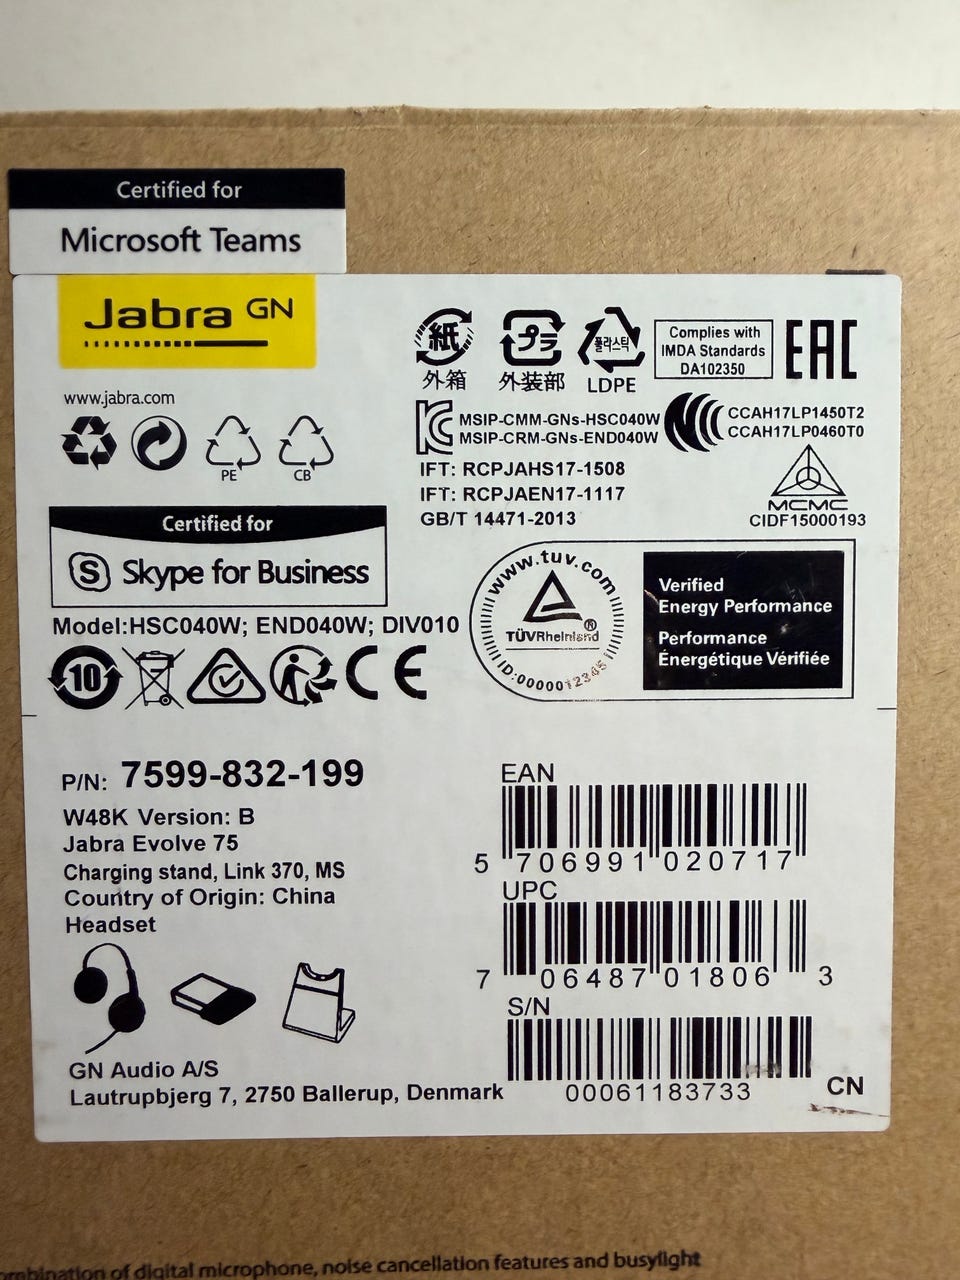 Certified for
Microsoft Teams
Jabra GN
www.jabra.com
PE
CB
紙
外箱
プラ
外装部
플라스틱
LDPE
Complies with
IMDA Standards
DA102350
EAC
MSIP-CMM-GNs-HSC040W
MSIP-CRM-GNs-END040W
CCAH17LP1450T2
CCAH17LP0460T0
IFT: RCPJAHS17-1508
IFT: RCPJAEN17-1117
GB/T 14471-2013
MCMC
CIDF15000193
Certified for
Skype for Business
Model:HSC040W; END040W; DIV010
10
CE
www.tuv.com
TÜVRheinland®
ID:0000012345
Verified
Energy Performance
Performance
Énergétique Vérifiée
P/N: 7599-832-199
W48K Version: B
Jabra Evolve 75
Charging stand, Link 370, MS
Country of Origin: China
Headset
EAN
5 706991 020717
UPC
7 06487 01806 3
S/N
00061183733
CN
GN Audio A/S
Lautrupbjerg 7, 2750 Ballerup, Denmark
of digital microphone, noise cancellation features and busylight